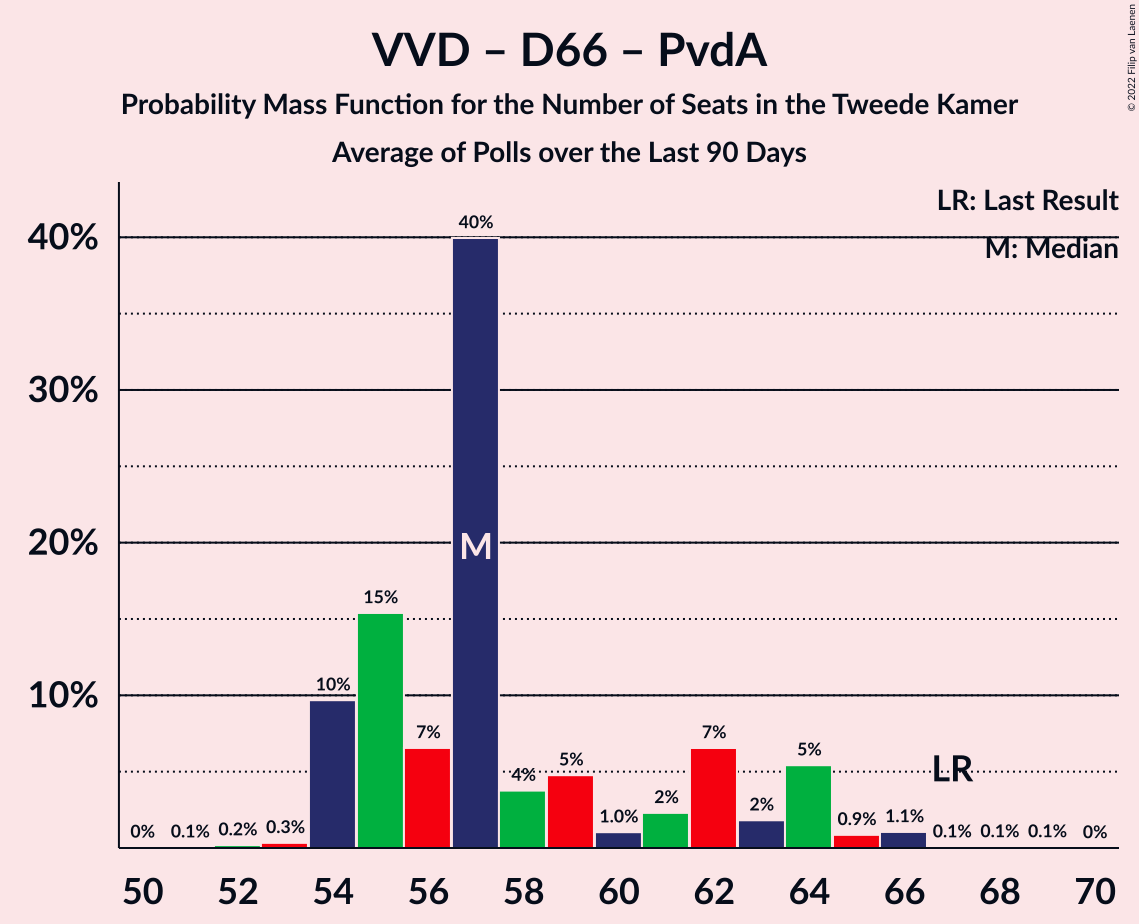 VVD – D66 – PvdA
Probability Mass Function for the Number of Seats in the Tweede Kamer
Average of Polls over the Last 90 Days
© 2022 Filip van Laenen
LR: Last Result
M: Median
40%
30%
20%
10%
0%
0.1%
0.2%
0.3%
10%
15%
7%
40%
4%
5%
1.0%
2%
7%
2%
5%
0.9%
1.1%
0.1%
0.1%
0.1%
0%
M
LR
50 52 54 56 58 60 62 64 66 68 70